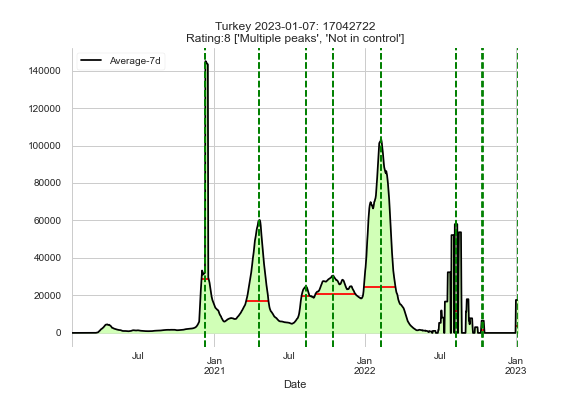 Turkey 2023-01-07: 17042722
Rating:8 ['Multiple peaks', 'Not in control']
Average-7d
140000
120000
100000
80000
60000
40000
20000
0
Jul
Jan
2021
Jul
Jan
2022
Jul
Jan
2023
Date